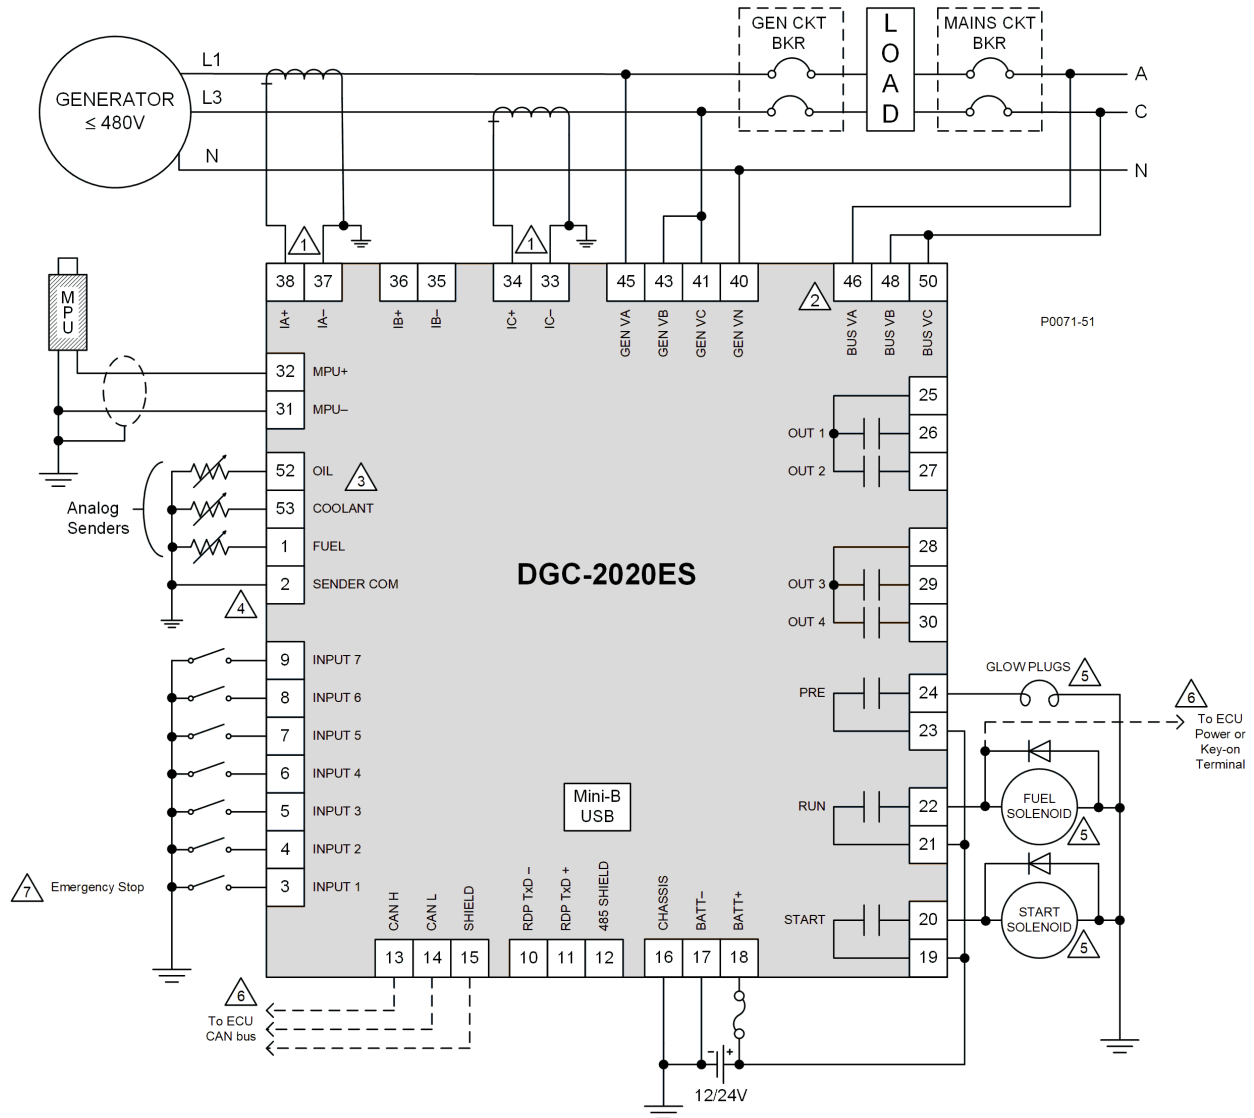 GEN CKT
BKR
LOAD
MAINS CKT
BKR
GENERATOR
≤ 480V
L1
L3
N
A
C
N
1
1
2
38
37
36
35
34
33
45
43
41
40
46
48
50
IA+
IA–
IB+
IB–
IC+
IC–
GEN VA
GEN VB
GEN VC
GEN VN
BUS VA
BUS VB
BUS VC
P0071-51
MPU
32 MPU+
31 MPU–
52 OIL
3
53 COOLANT
1 FUEL
2 SENDER COM
4
Analog
Senders
25
OUT 1 26
OUT 2 27
28
OUT 3 29
OUT 4 30
DGC-2020ES
9 INPUT 7
8 INPUT 6
7 INPUT 5
6 INPUT 4
5 INPUT 3
4 INPUT 2
3 INPUT 1
7 Emergency Stop
PRE 24
23
GLOW PLUGS
5
6
To ECU
Power or
Key-on
Terminal
RUN 22
21
FUEL
SOLENOID
5
START 20
19
START
SOLENOID
5
Mini-B
USB
CAN H
CAN L
SHIELD
RDP TxD –
RDP TxD +
485 SHIELD
CHASSIS
BATT–
BATT+
13
14
15
10
11
12
16
17
18
6
To ECU
CAN bus
- +
12/24V